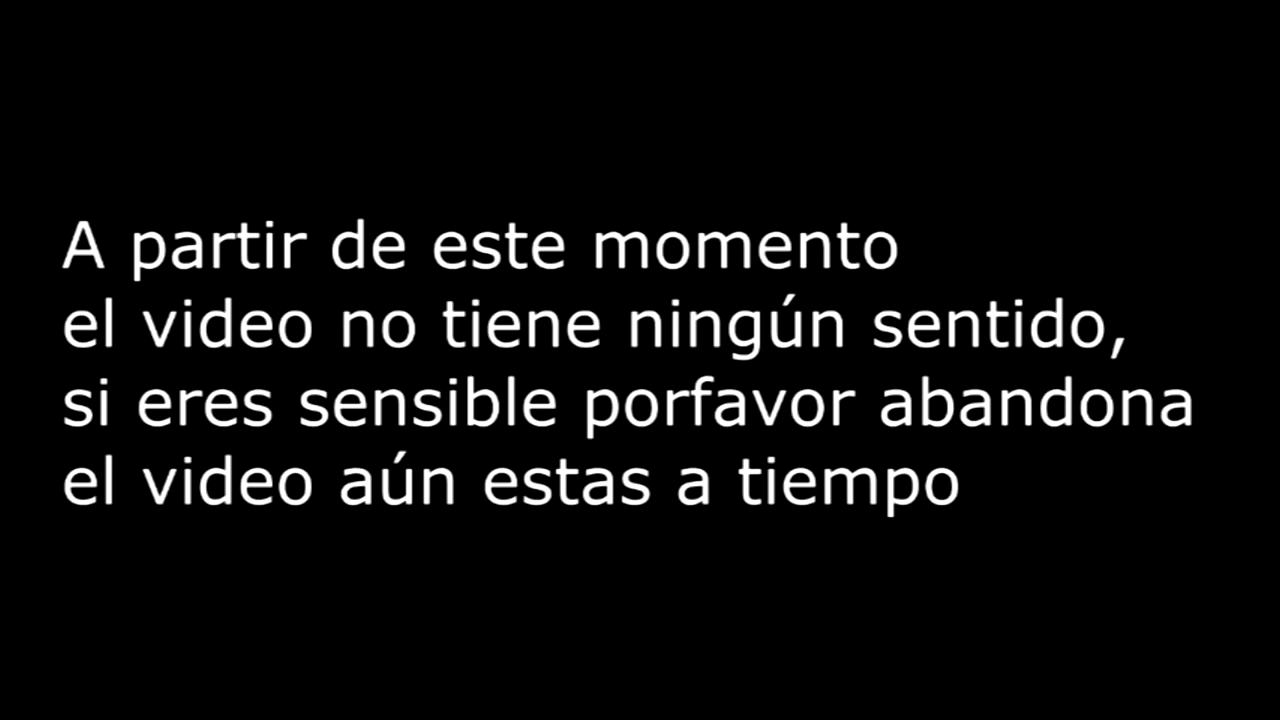 A partir de este momento
el video no tiene ningún sentido,
si eres sensible porfavor abandona
el video aún estas a tiempo